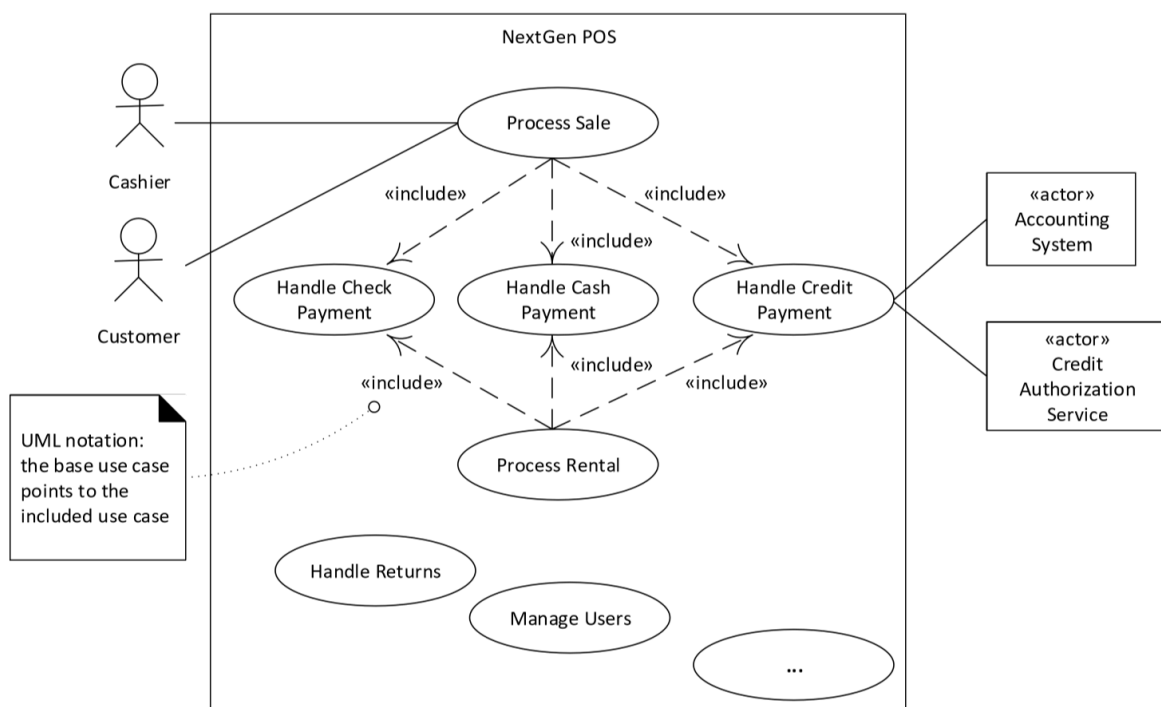 NextGen POS
Process Sale
Cashier
«include»
«include»
«include»
«actor»
Accounting
System
Handle Check
Payment
Handle Cash
Payment
Handle Credit
Payment
Customer
«include»
«include»
«include»
«actor»
Credit
Authorization
Service
UML notation:
the base use case
points to the
included use case
Process Rental
Handle Returns
Manage Users
...